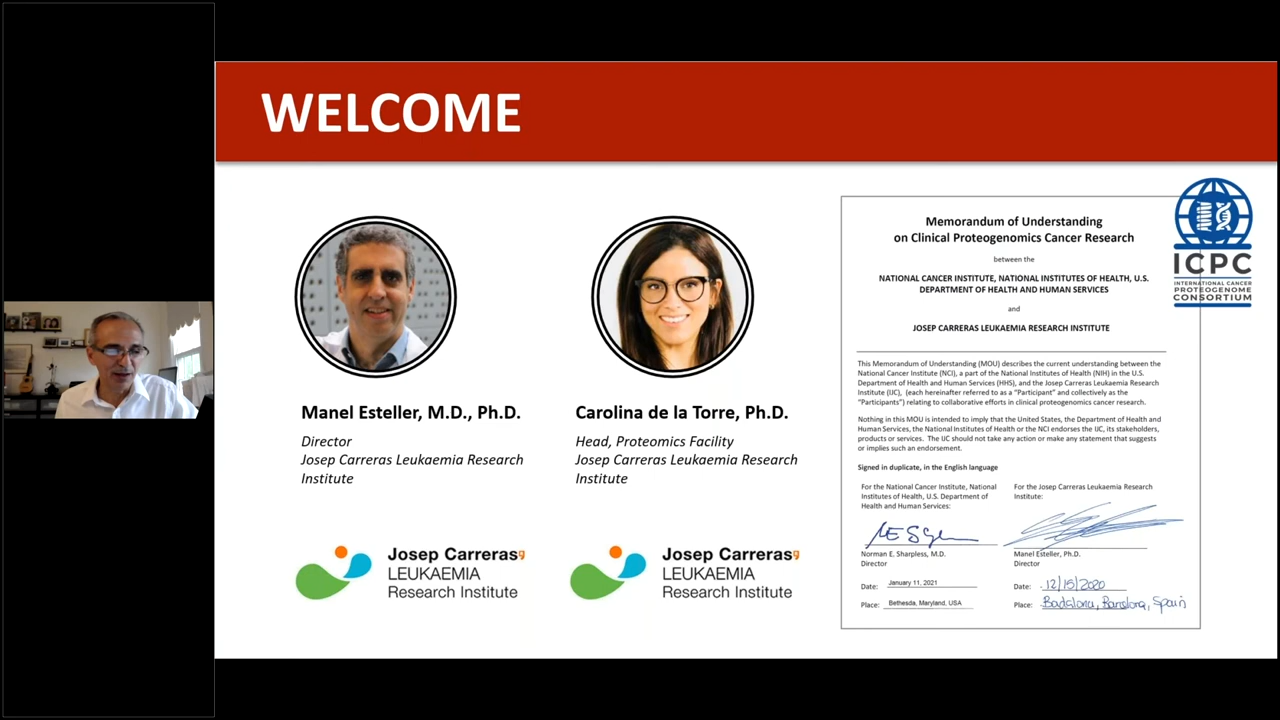 WELCOME
Manel Esteller, M.D., Ph.D.
Director
Josep Carreras Leukaemia Research
Institute
Josep Carreras
LEUKAEMIA
Research Institute
Carolina de la Torre, Ph.D.
Head, Proteomics Facility
Josep Carreras Leukaemia Research
Institute
Josep Carreras
LEUKAEMIA
Research Institute
Memorandum of Understanding
on Clinical Proteogenomics Cancer Research
between the
NATIONAL CANCER INSTITUTE, NATIONAL INSTITUTES OF HEALTH, U.S.
DEPARTMENT OF HEALTH AND HUMAN SERVICES
and
JOSEP CARRERAS LEUKAEMIA RESEARCH INSTITUTE
This Memorandum of Understanding (MOU) describes the current understanding between the
National Cancer Institute (NCI), a part of the National Institutes of Health (NIH) in the U.S.
Department of Health and Human Services (HHS), and the Josep Carreras Leukaemia Research
Institute (IJC), (each hereinafter referred to as a “Participant” and collectively as the
“Participants”) relating to collaborative efforts in clinical proteogenomics cancer research.
Nothing in this MOU is intended to imply that the United States, the Department of Health and
Human Services, the National Institutes of Health or the NCI endorses the IJC, its stakeholders,
products or services. The IJC should not take any action or make any statement that suggests
or implies such an endorsement.
Signed in duplicate, in the English language
For the National Cancer Institute, National
Institutes of Health, U.S. Department of
Health and Human Services:
Norman E. Sharpless, M.D.
Director
Date: January 11, 2021
Place: Bethesda, Maryland, USA
For the Josep Carreras Leukaemia Research
Institute:
Manel Esteller, Ph.D.
Director
Date: 12/15/2020
Place: Badalona, Barcelona, Spain
ICPC
INTERNATIONAL CANCER
PROTEOGENOME
CONSORTIUM